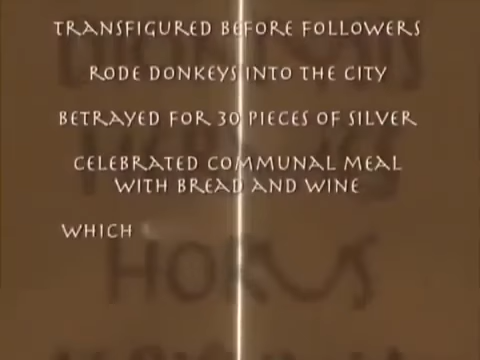 TRANSFIGURED BEFORE FOLLOWERS
RODE DONKEYS INTO THE CITY
BETRAYED FOR 30 PIECES OF SILVER
CELEBRATED COMMUNAL MEAL
WITH BREAD AND WINE
WHICH
HORUS